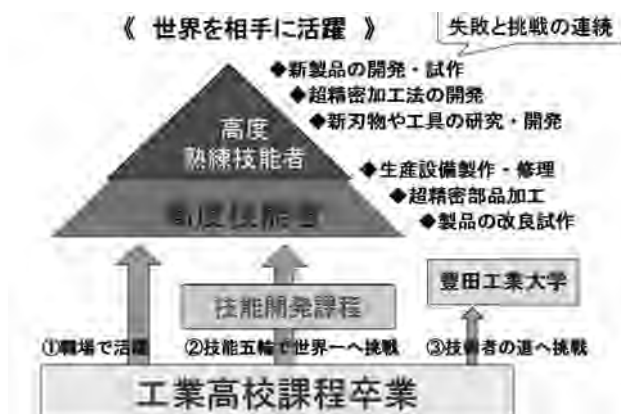 《 世界を相手に活躍 》
失敗と挑戦の連続
◆新製品の開発・試作
◆超精密加工法の開発
◆新刃物や工具の研究・開発
高度
熟練技能者
◆生産設備製作・修理
◆超精密部品加工
◆製品の改良試作
高度技能者
豊田工業大学
技能開発課程
①職場で活躍
②技能五輪で世界一へ挑戦
③技術者の道へ挑戦
工業高校課程卒業